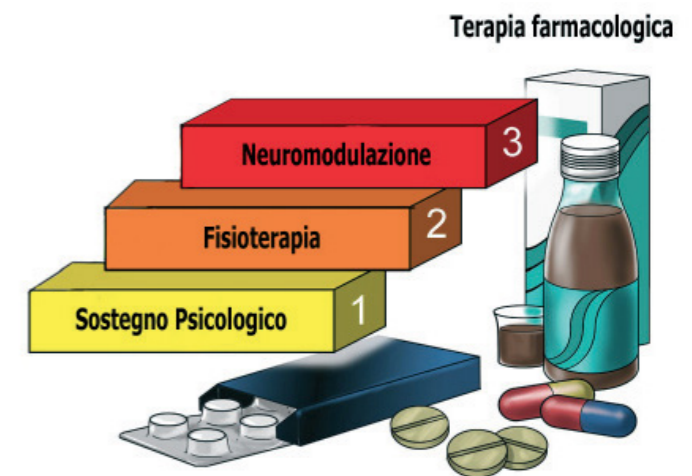 Terapia farmacologica
Neuromodulazione 3
Fisioterapia 2
Sostegno Psicologico 1